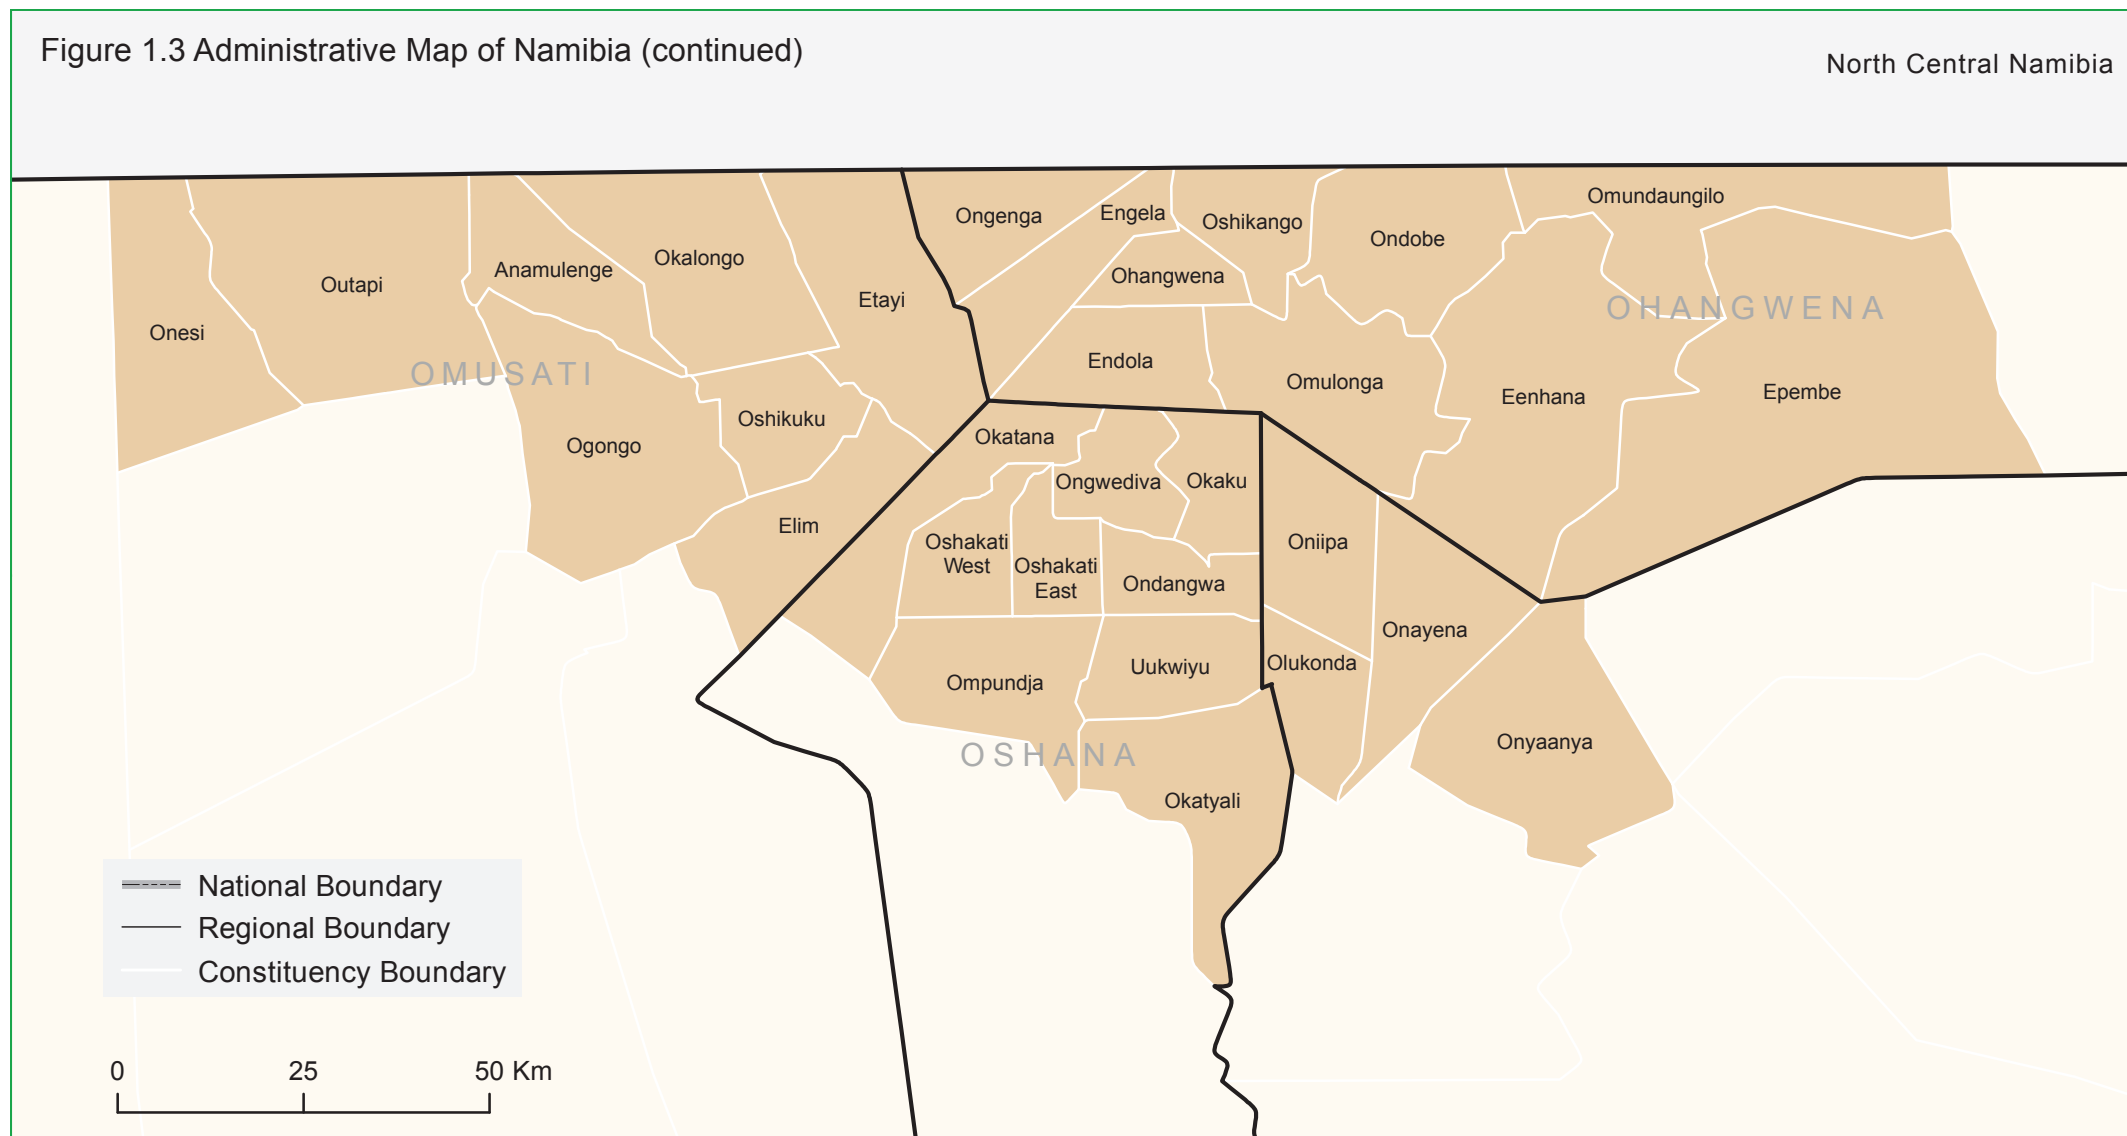 Figure 1.3 Administrative Map of Namibia (continued)
North Central Namibia
Omundaungilo
Ongenga
Engela
Oshikango
Ondobe
Okalongo
Anamulenge
Ohangwena
Outapi
Etayi
OHANGWENA
Onesi
Endola
OMUSATI
Omulonga
Eenhana
Epembe
Oshikuku
Okatana
Ogongo
Ongwediva
Okaku
Elim
Oshakati
West
Oniipa
Oshakati
East
Ondangwa
Onayena
Olukonda
Uukwiyu
Ompundja
Onyaanya
OSHANA
Okatyali
National Boundary
Regional Boundary
Constituency Boundary
0 25 50 Km